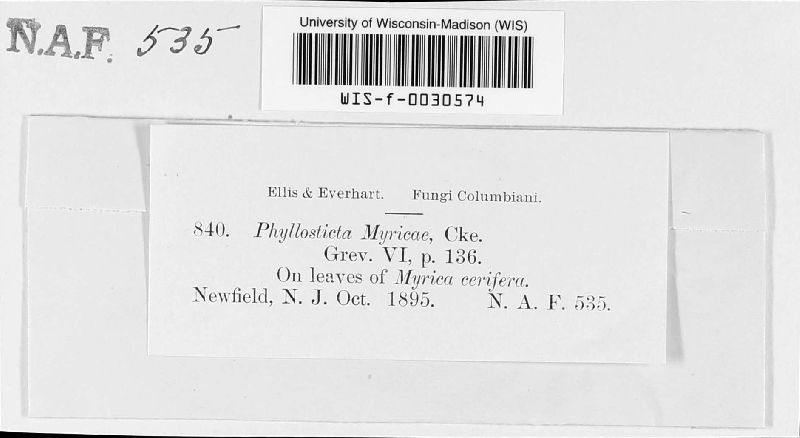 N.A.F. 535
University of Wisconsin-Madison (WIS)
WIS-f-0030574
Ellis & Everhart. Fungi Columbiani.
840. Phyllosticta Myricae, Cke.
Grev. VI, p. 136.
On leaves of Myrica cerifera.
Newfield, N. J. Oct. 1895. N. A. F. 535.